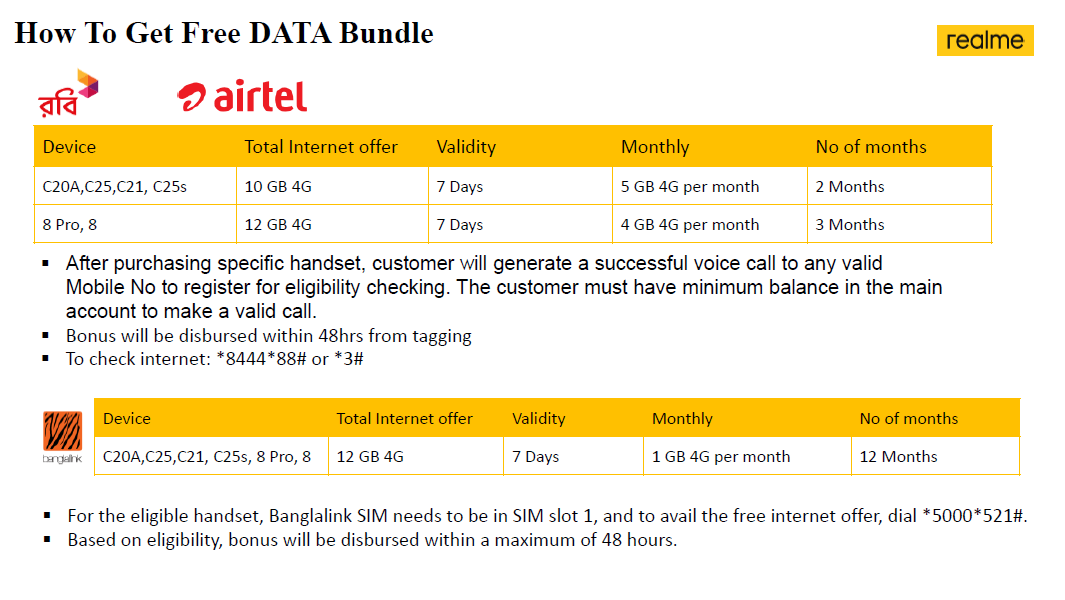 How To Get Free DATA Bundle
realme
রবি
airtel
Device Total Internet offer Validity Monthly No of months
C20A,C25,C21, C25s 10 GB 4G 7 Days 5 GB 4G per month 2 Months
8 Pro, 8 12 GB 4G 7 Days 4 GB 4G per month 3 Months
▪ After purchasing specific handset, customer will generate a successful voice call to any valid
Mobile No to register for eligibility checking. The customer must have minimum balance in the main
account to make a valid call.
▪ Bonus will be disbursed within 48hrs from tagging
▪ To check internet: *8444*88# or *3#
banglalink
Device Total Internet offer Validity Monthly No of months
C20A,C25,C21, C25s, 8 Pro, 8 12 GB 4G 7 Days 1 GB 4G per month 12 Months
▪ For the eligible handset, Banglalink SIM needs to be in SIM slot 1, and to avail the free internet offer, dial *5000*521#.
▪ Based on eligibility, bonus will be disbursed within a maximum of 48 hours.